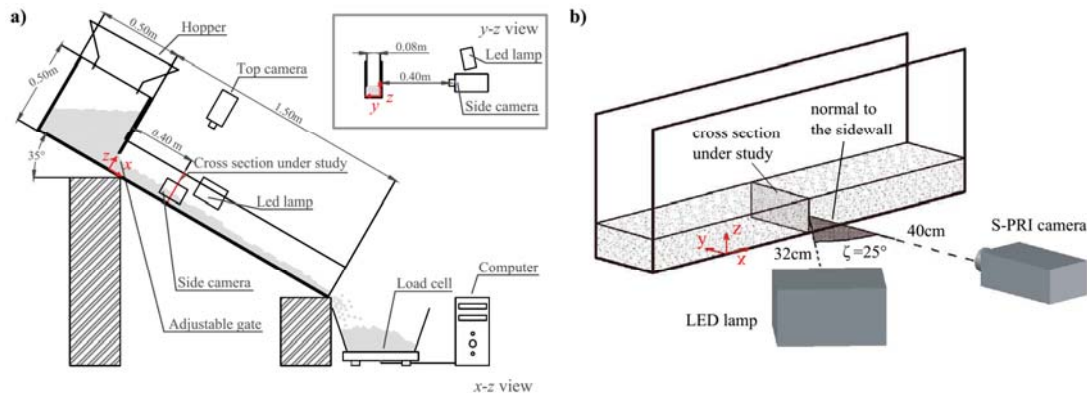 a)
0.50m
Hopper
0.50m
Top camera
1.50m
0.40 m
Cross section under study
z
x
35°
Led lamp
Side camera
Adjustable gate
Load cell
Computer
x-z view
y-z view
0.08m
Led lamp
0.40m
y
z
Side camera
b)
normal to
the sidewall
cross section
under study
z
y
x
32cm
ζ =25°
40cm
S-PRI camera
LED lamp